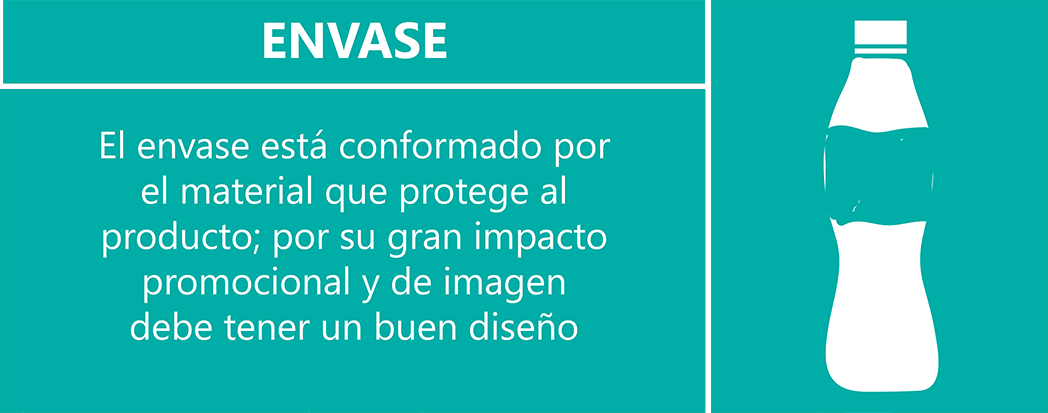 ENVASE
El envase está conformado por
el material que protege al
producto; por su gran impacto
promocional y de imagen
debe tener un buen diseño